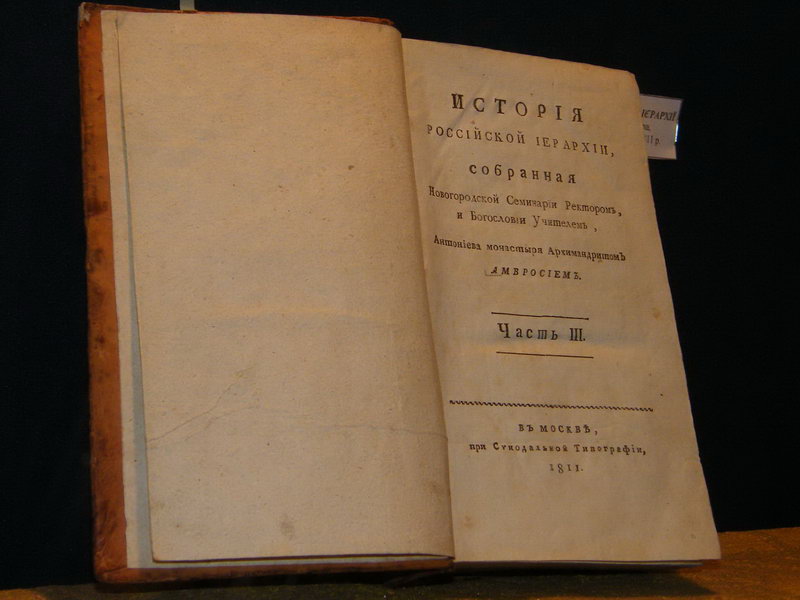 ИСТОРІЯ
РОССІЙСКОЙ ІЕРАРХІИ,
собранная
Новогородской Семинаріи Ректоромъ,
и Богословіи Учителемъ,
Антоніева монастыря Архимандритомъ
АМВРОСІЕМЪ.
Часть III.
ВЪ МОСКВѢ,
при Сѵнодальной Типографіи,
1811.
ІЕРАРХІИ